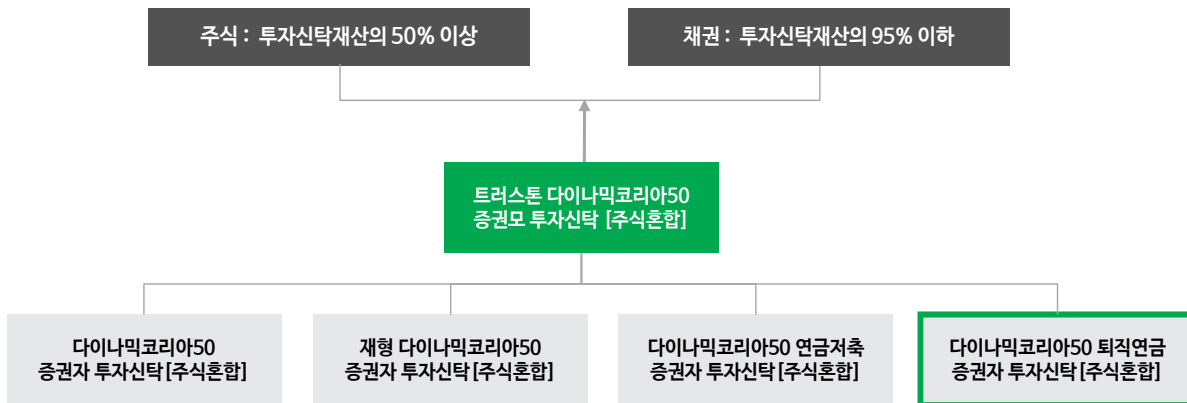 주식 : 투자신탁재산의 50% 이상
채권 : 투자신탁재산의 95% 이하
트러스톤 다이나믹코리아50
증권모 투자신탁 [주식혼합]
다이나믹코리아50
증권자 투자신탁[주식혼합]
재형 다이나믹코리아50
증권자 투자신탁[주식혼합]
다이나믹코리아50 연금저축
증권자 투자신탁[주식혼합]
다이나믹코리아50 퇴직연금
증권자 투자신탁[주식혼합]